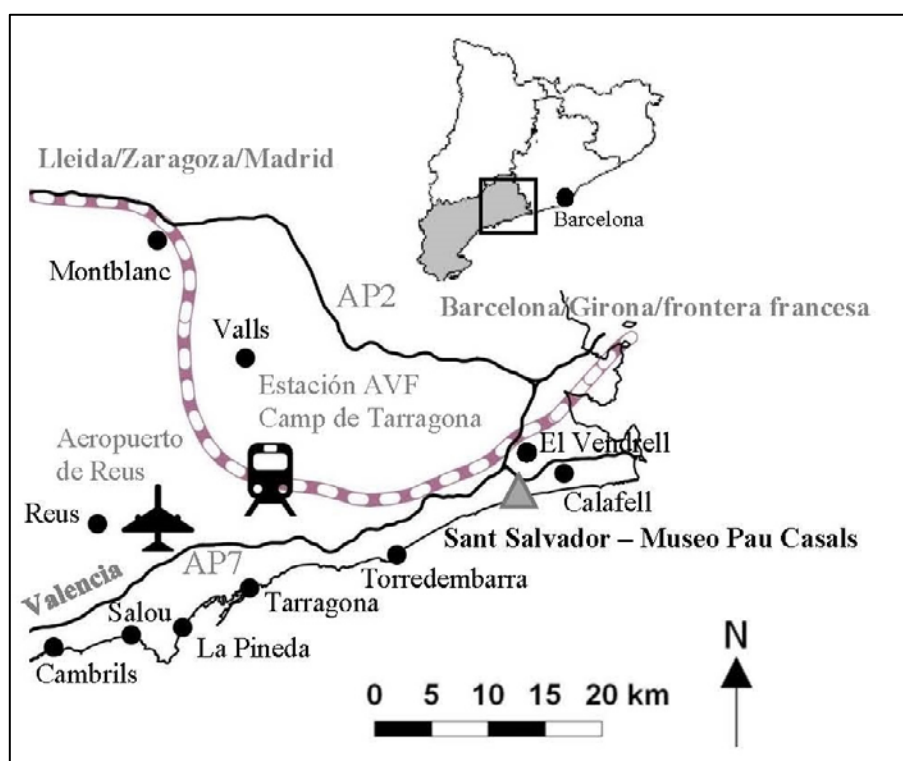 Lleida/Zaragoza/Madrid
Barcelona
Montblanc
AP2
Barcelona/Girona/frontera francesa
Valls
Estación AVF
Camp de Tarragona
Aeropuerto
de Reus
El Vendrell
Calafell
Reus
Sant Salvador – Museo Pau Casals
AP7
Torredembarra
Valencia
Tarragona
Salou
La Pineda
Cambrils
N
0 5 10 15 20 km